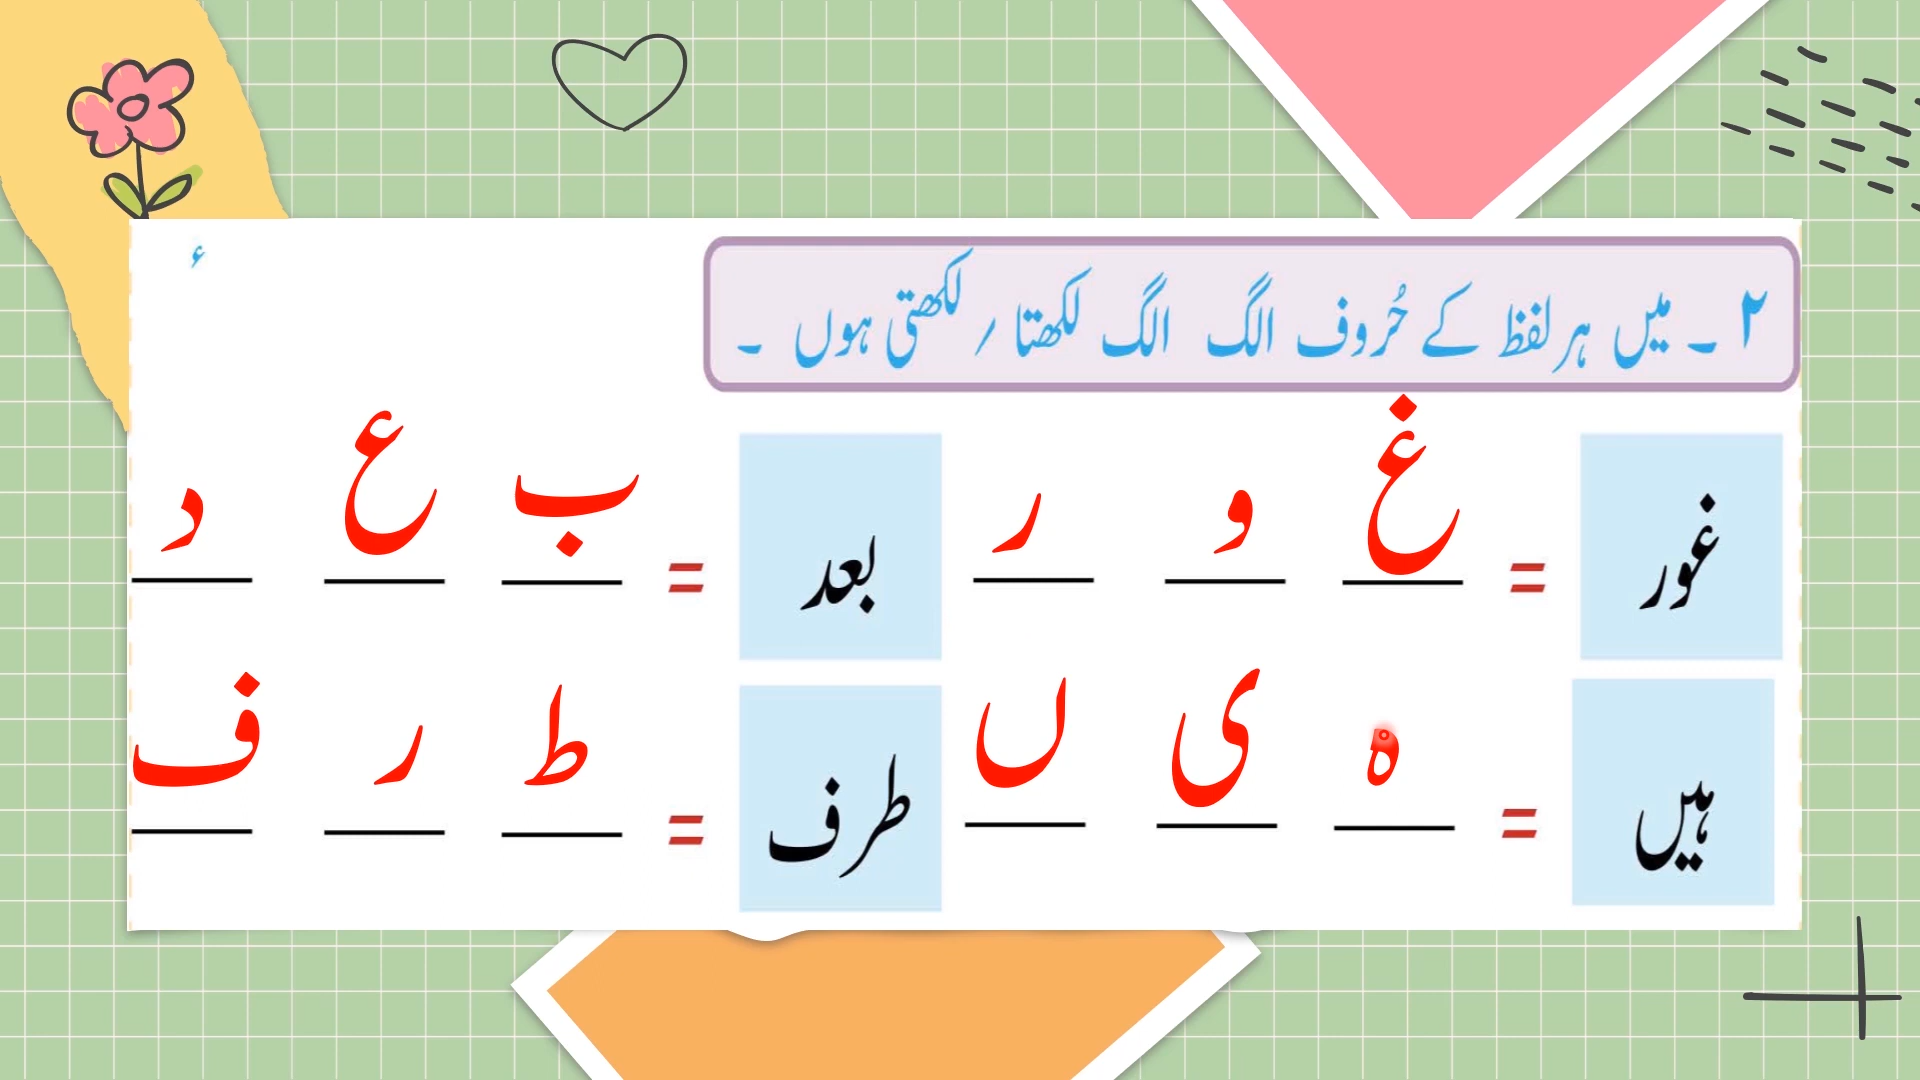 ۲ ۔ میں ہر لفظ کے حُروف الگ الگ لکھتا / لکھتی ہوں ۔
ء
غور = غ و ر
بعد = ب ع د
ہیں = ہ ی ں
طرف = ط ر ف